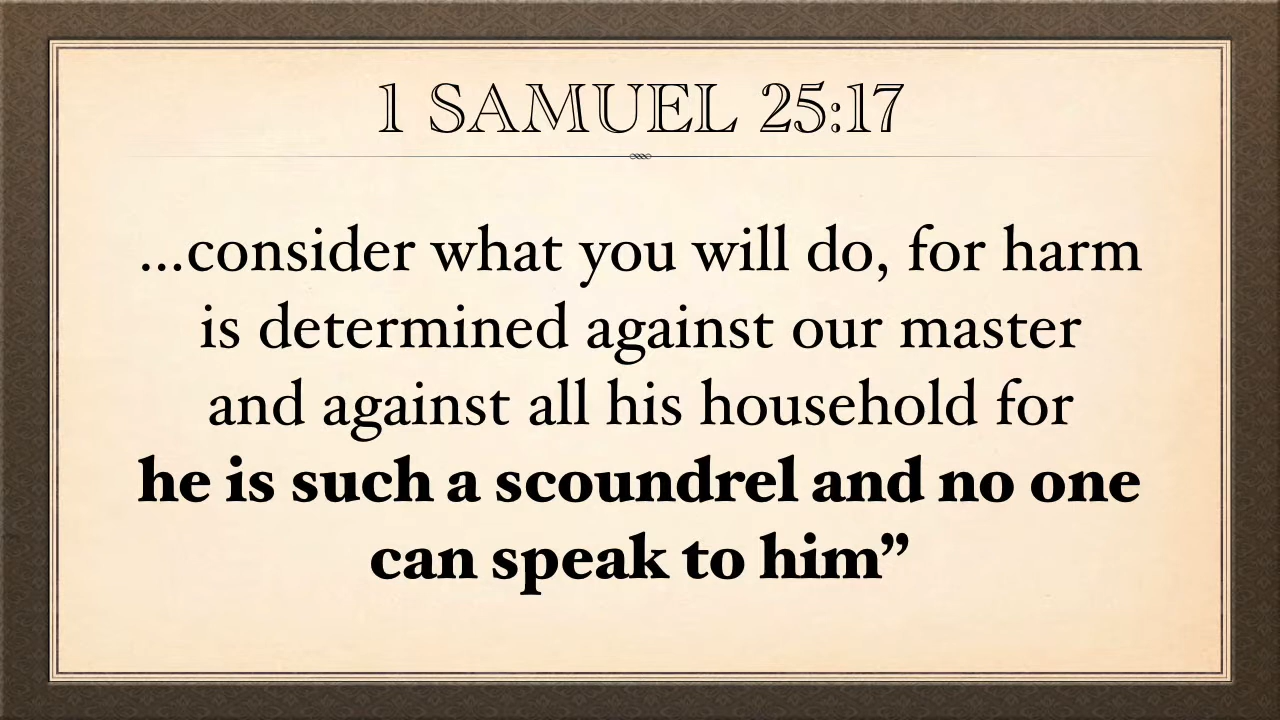 1 SAMUEL 25:17
...consider what you will do, for harm
is determined against our master
and against all his household for
he is such a scoundrel and no one
can speak to him”